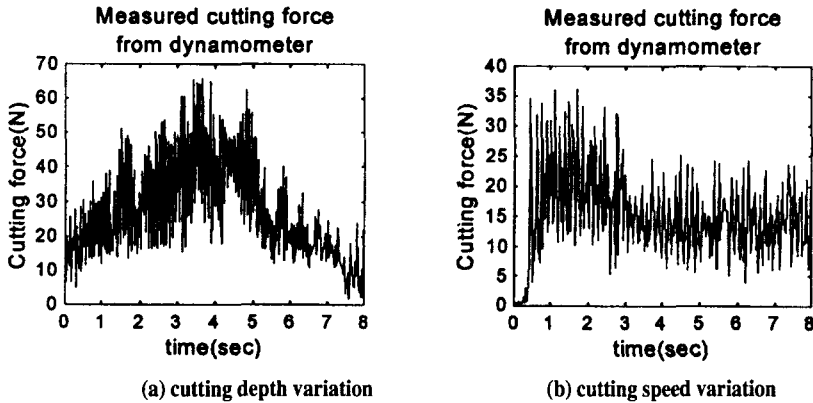 Measured cutting force
from dynamometer
70
60
50
40
30
20
10
0
Cutting force(N)
0 1 2 3 4 5 6 7 8
time(sec)
(a) cutting depth variation
Measured cutting force
from dynamometer
40
35
30
25
20
15
10
5
0
Cutting force(N)
0 1 2 3 4 5 6 7 8
time(sec)
(b) cutting speed variation